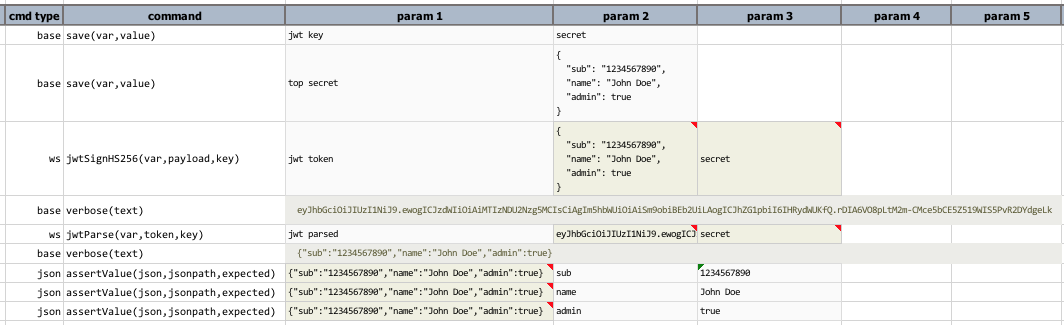 cmd type command param 1 param 2 param 3 param 4 param 5
base save(var,value) jwt key secret
base save(var,value) top secret {
"sub": "1234567890",
"name": "John Doe",
"admin": true
}
ws jwtSignHS256(var,payload,key) jwt token {
"sub": "1234567890",
"name": "John Doe",
"admin": true
}
secret
base verbose(text) eyJhbGciOiJIUzI1NiJ9.ewogICJzdWIiOiAiMTIzNDU2Nzg5MCIsCiAgIm5hbWUiOiAiSm9obiBEb2UiLAogICJhZG1pbiI6IHRydWUKfQ.rDIA6VO8pLtM2m-CMce5bCE5Z519WIS5PvR2DYdgeLk
ws jwtParse(var,token,key) jwt parsed eyJhbGciOiJIUzI1NiJ9.ewogICJ secret
base verbose(text) {"sub":"1234567890","name":"John Doe","admin":true}
json assertValue(json,jsonpath,expected) {"sub":"1234567890","name":"John Doe","admin":true} sub 1234567890
json assertValue(json,jsonpath,expected) {"sub":"1234567890","name":"John Doe","admin":true} name John Doe
json assertValue(json,jsonpath,expected) {"sub":"1234567890","name":"John Doe","admin":true} admin true